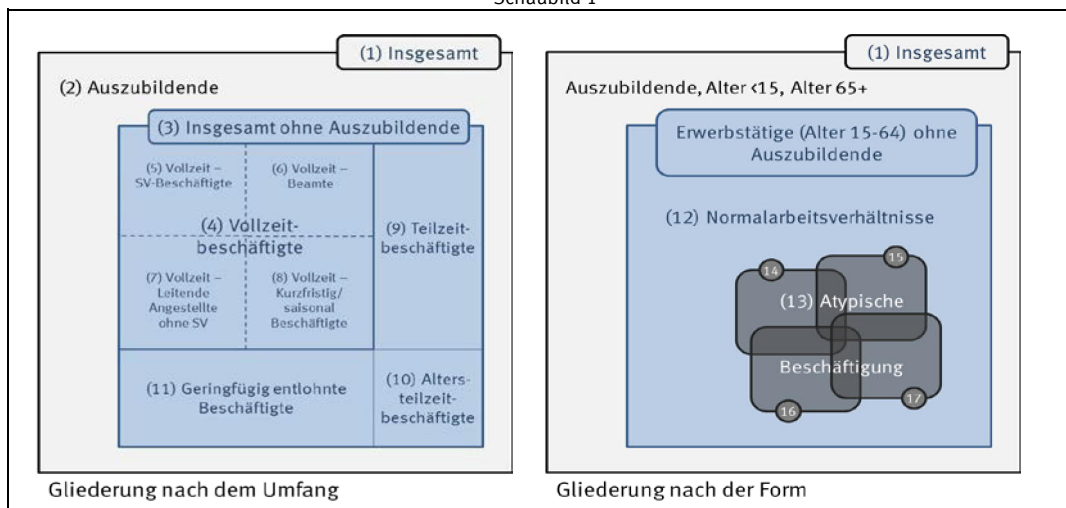 Schaubild 1
(1) Insgesamt
(2) Auszubildende
(3) Insgesamt ohne Auszubildende
(5) Vollzeit –
SV-Beschäftigte
(6) Vollzeit –
Beamte
(4) Vollzeit-
beschäftigte
(9) Teilzeit-
beschäftigte
(7) Vollzeit –
Leitende
Angestellte
ohne SV
(8) Vollzeit –
Kurzfristig/
saisonal
Beschäftigte
(11) Geringfügig entlohnte
Beschäftigte
(10) Alters-
teilzeit-
beschäftigte
Gliederung nach dem Umfang
(1) Insgesamt
Auszubildende, Alter <15, Alter 65+
Erwerbstätige (Alter 15-64) ohne
Auszubildende
(12) Normalarbeitsverhältnisse
14
15
(13) Atypische
Beschäftigung
16
17
Gliederung nach der Form